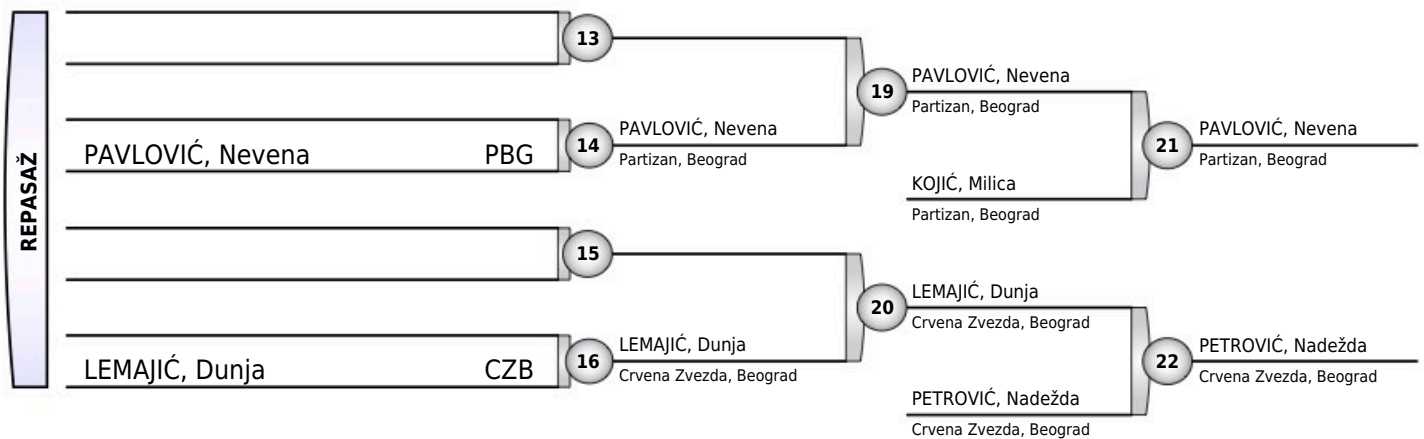 REPASAŽ
13
PAVLOVIĆ, Nevena PBG
14
PAVLOVIĆ, Nevena
Partizan, Beograd
15
LEMAJIĆ, Dunja CZB
16
LEMAJIĆ, Dunja
Crvena Zvezda, Beograd
19
PAVLOVIĆ, Nevena
Partizan, Beograd
KOJIĆ, Milica
Partizan, Beograd
20
LEMAJIĆ, Dunja
Crvena Zvezda, Beograd
PETROVIĆ, Nadežda
Crvena Zvezda, Beograd
21
PAVLOVIĆ, Nevena
Partizan, Beograd
22
PETROVIĆ, Nadežda
Crvena Zvezda, Beograd